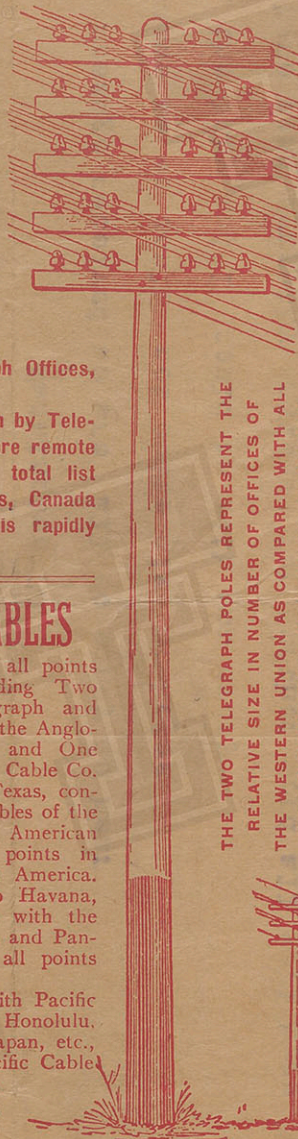 h Offices,
n by Tele-
re remote
total list
s, Canada
is rapidly
ABLES
all points
ding Two
graph and
the Anglo-
and One
Cable Co.
Texas, con-
bles of the
American
points in
America.
o Havana,
with the
and Pan-
all points
ith Pacific
Honolulu.
apan, etc.,
cific Cable
THE TWO TELEGRAPH POLES REPRESENT THE
RELATIVE SIZE IN NUMBER OF OFFICES OF
THE WESTERN UNION AS COMPARED WITH ALL